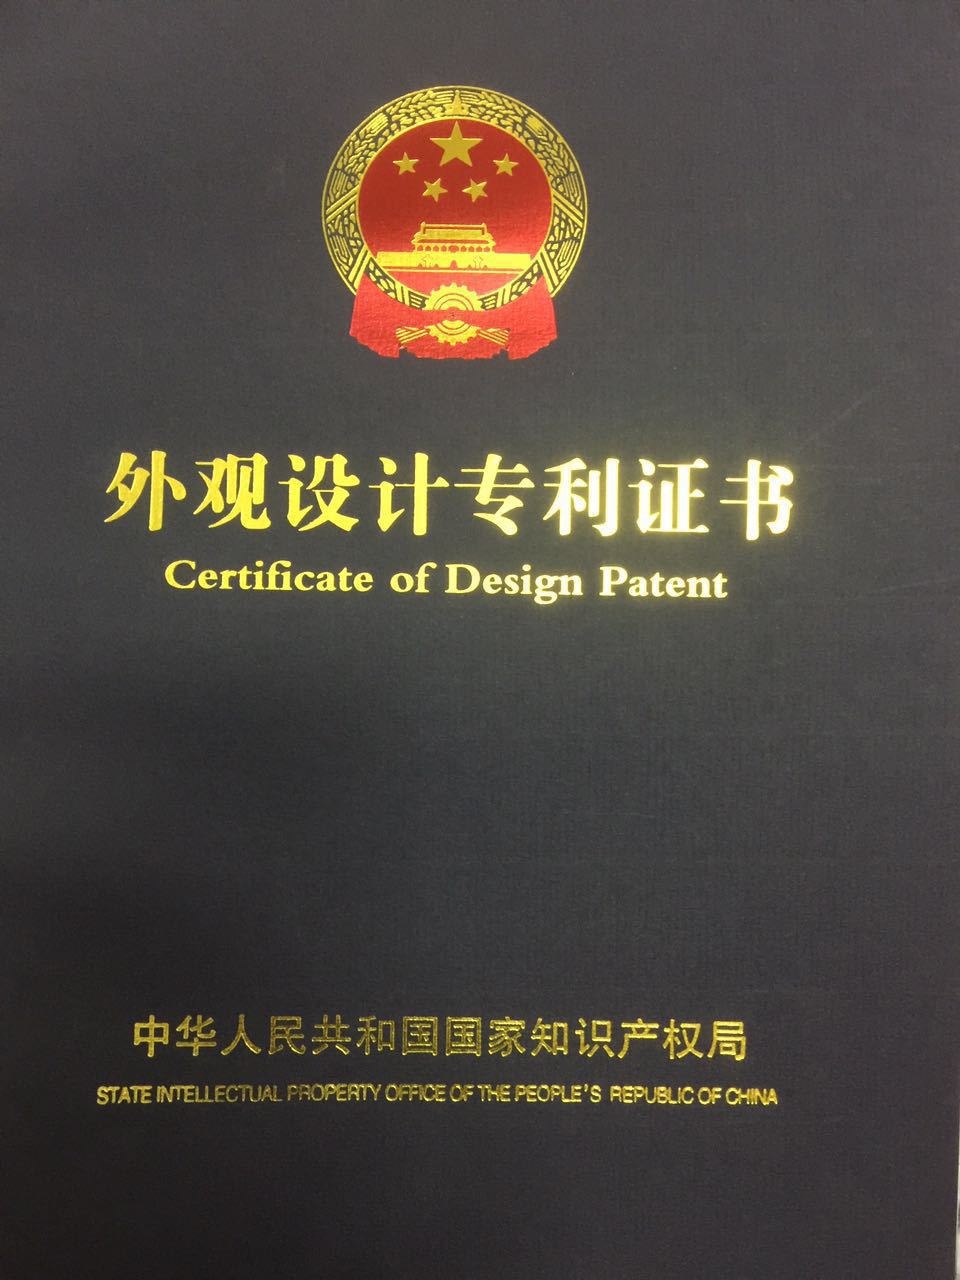 外观设计专利证书
Certificate of Design Patent
中华人民共和国国家知识产权局
STATE INTELLECTUAL PROPERTY OFFICE OF THE PEOPLE'S REPUBLIC OF CHINA